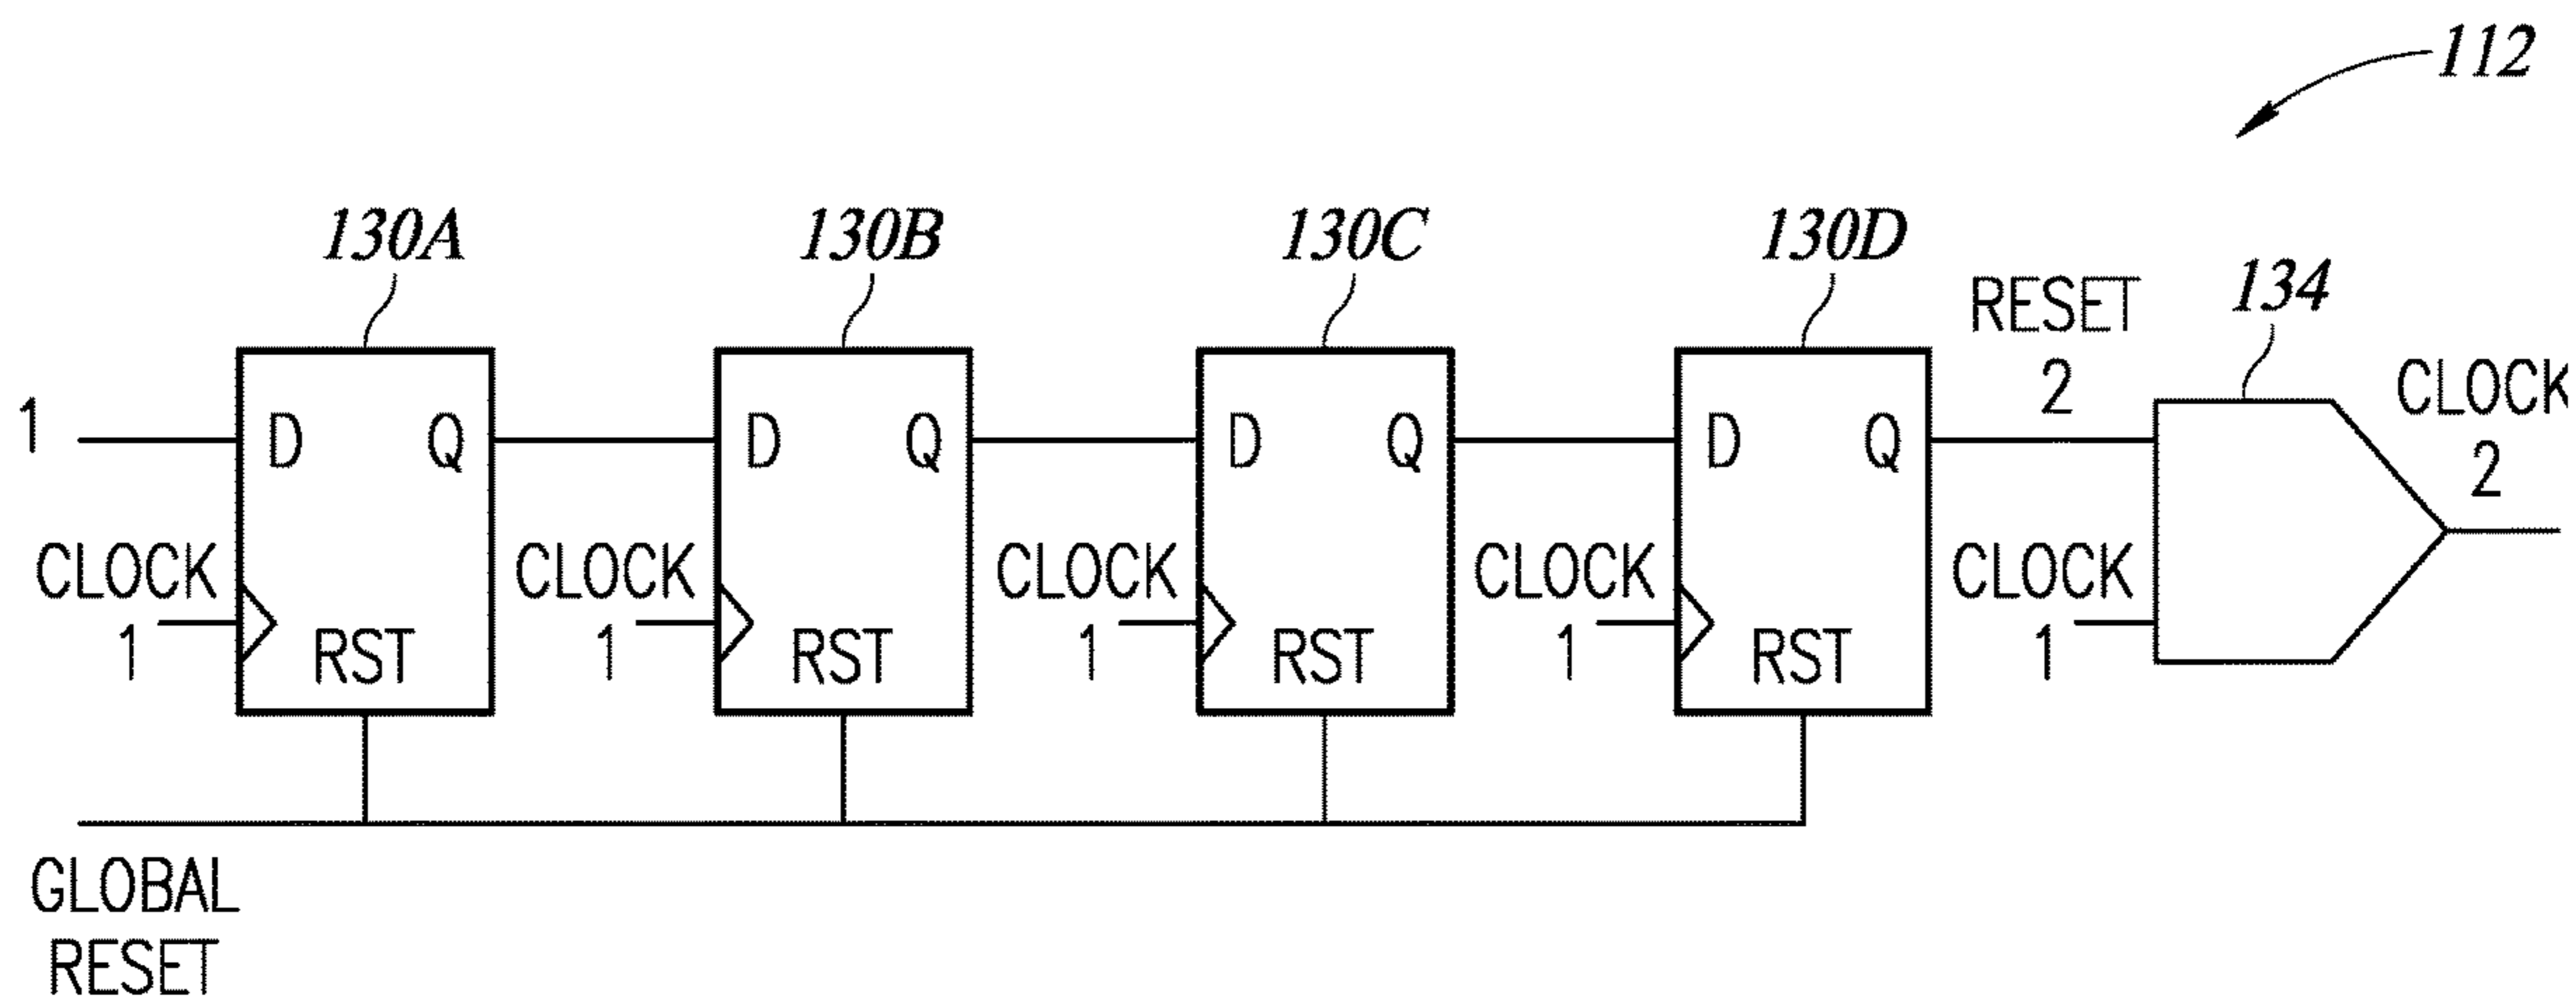 112
130A
130B
130C
130D
134
RESET
2
CLOCK
2
1
D
Q
D
Q
D
Q
D
Q
CLOCK
1
CLOCK
1
CLOCK
1
CLOCK
1
CLOCK
1
RST
RST
RST
RST
GLOBAL
RESET